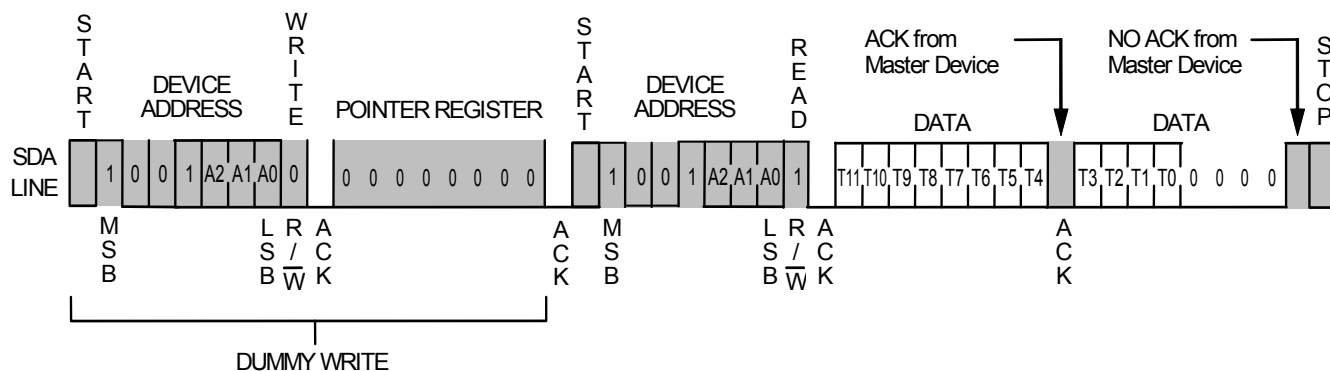 START
WRITE
START
READ
ACK from
Master Device
NO ACK from
Master Device
STOP
DEVICE
ADDRESS
POINTER REGISTER
DEVICE
ADDRESS
DATA
DATA
SDA
LINE
1 0 0 1 A2 A1 A0 0
0 0 0 0 0 0 0 0
1 0 0 1 A2 A1 A0 1
T11 T10 T9 T8 T7 T6 T5 T4
T3 T2 T1 T0 0 0 0 0
MSB
LSB
R/W̅
ACK
ACK
MSB
LSB
R/W̅
ACK
ACK
DUMMY WRITE